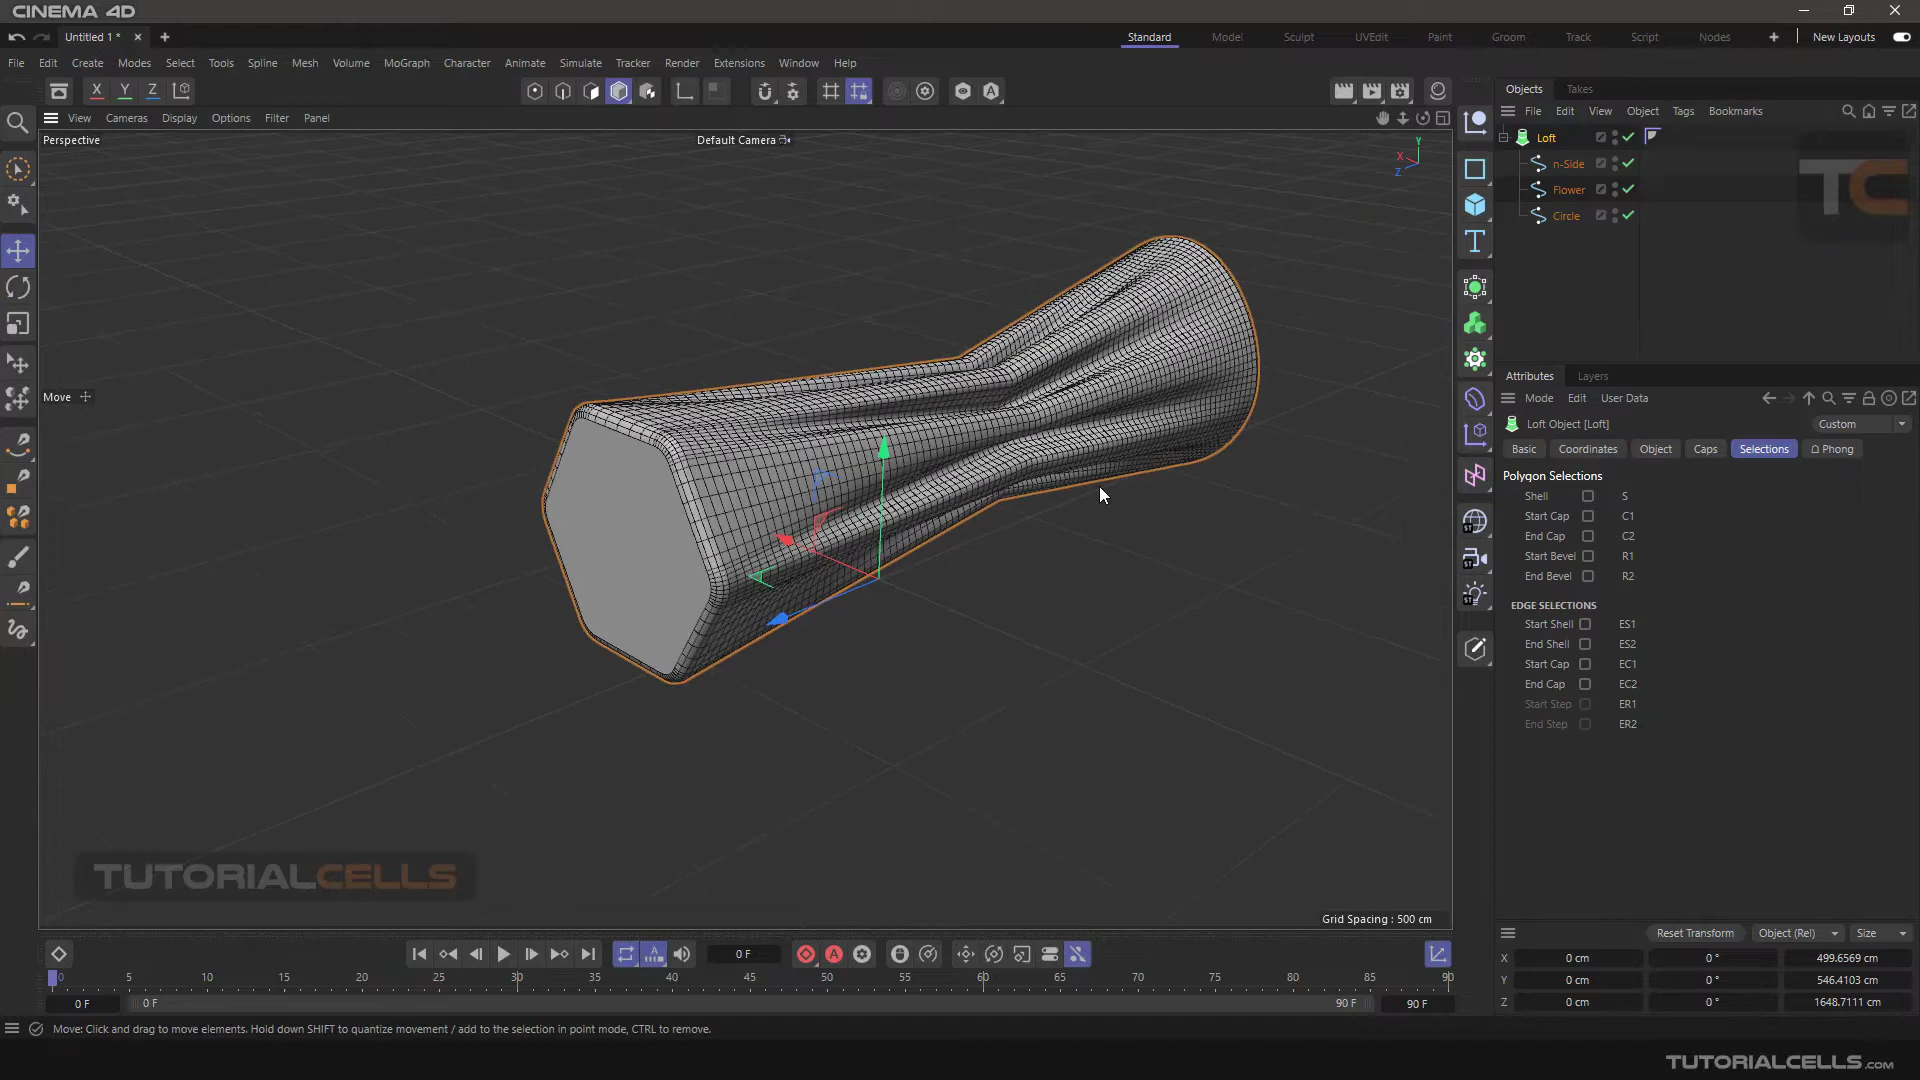 CINEMA 4D
Untitled 1 *
Standard Model Sculpt UVEdit Paint Groom Track Script Nodes New Layouts
File Edit Create Modes Select Tools Spline Mesh Volume MoGraph Character Animate Simulate Tracker Render Extensions Window Help
X Y Z
Objects Takes
View Cameras Display Options Filter Panel
File Edit View Object Tags Bookmarks
Perspective
Default Camera
Y
X
Z
Loft
n-Side
Flower
Circle
TC
Move
Attributes Layers
Mode Edit User Data
Loft Object [Loft]
Custom
Basic Coordinates Object Caps Selections Phong
Polygon Selections
Shell S
Start Cap C1
End Cap C2
Start Bevel R1
End Bevel R2
EDGE SELECTIONS
Start Shell ES1
End Shell ES2
Start Cap EC1
End Cap EC2
Start Step ER1
End Step ER2
TUTORIALCELLS
Grid Spacing : 500 cm
0 F
Reset Transform Object (Rel) Size
X 0 cm 0 ° 499.6569 cm
Y 0 cm 0 ° 546.4103 cm
Z 0 cm 0 ° 1648.7111 cm
0 5 10 15 20 25 30 35 40 45 50 55 60 65 70 75 80 85 90
0 F 0 F 90 F 90 F
Move: Click and drag to move elements. Hold down SHIFT to quantize movement / add to the selection in point mode, CTRL to remove.
TUTORIALCELLS.com